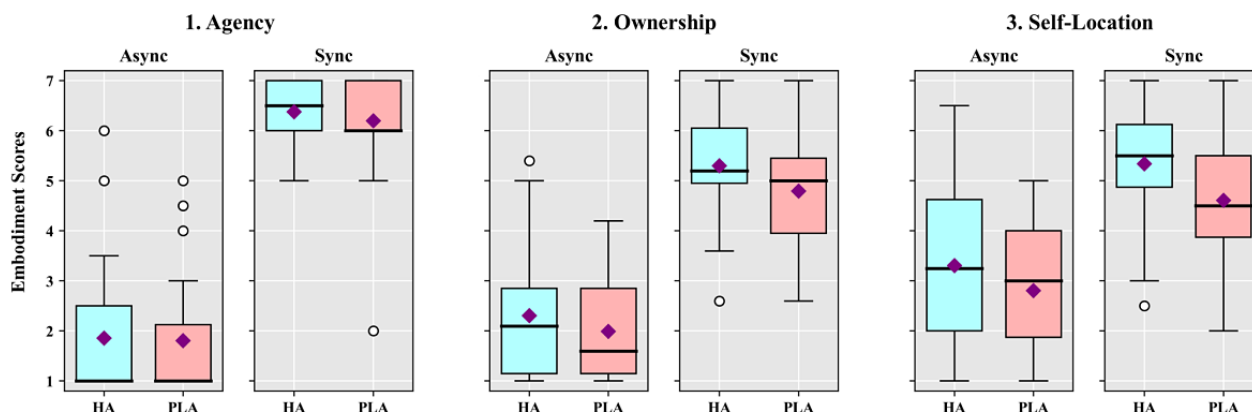 1. Agency
2. Ownership
3. Self-Location
Async
Sync
Async
Sync
Async
Sync
Embodiment Scores
7
6
5
4
3
2
1
HA
PLA
HA
PLA
HA
PLA
HA
PLA
HA
PLA
HA
PLA